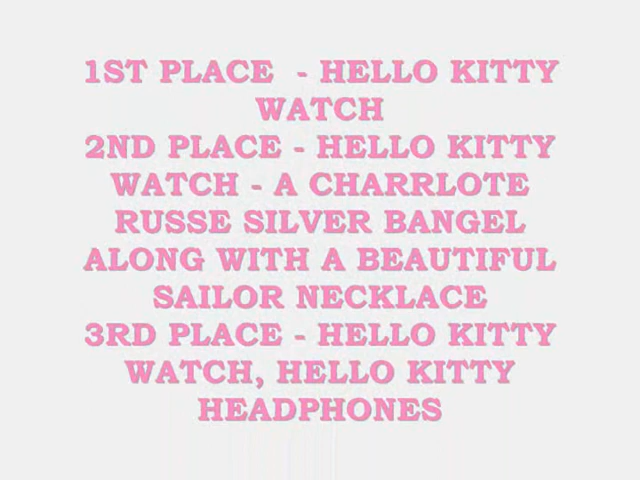 1ST PLACE  - HELLO KITTY
WATCH
2ND PLACE - HELLO KITTY
WATCH - A CHARRLOTE
RUSSE SILVER BANGEL
ALONG WITH A BEAUTIFUL
SAILOR NECKLACE
3RD PLACE - HELLO KITTY
WATCH, HELLO KITTY
HEADPHONES